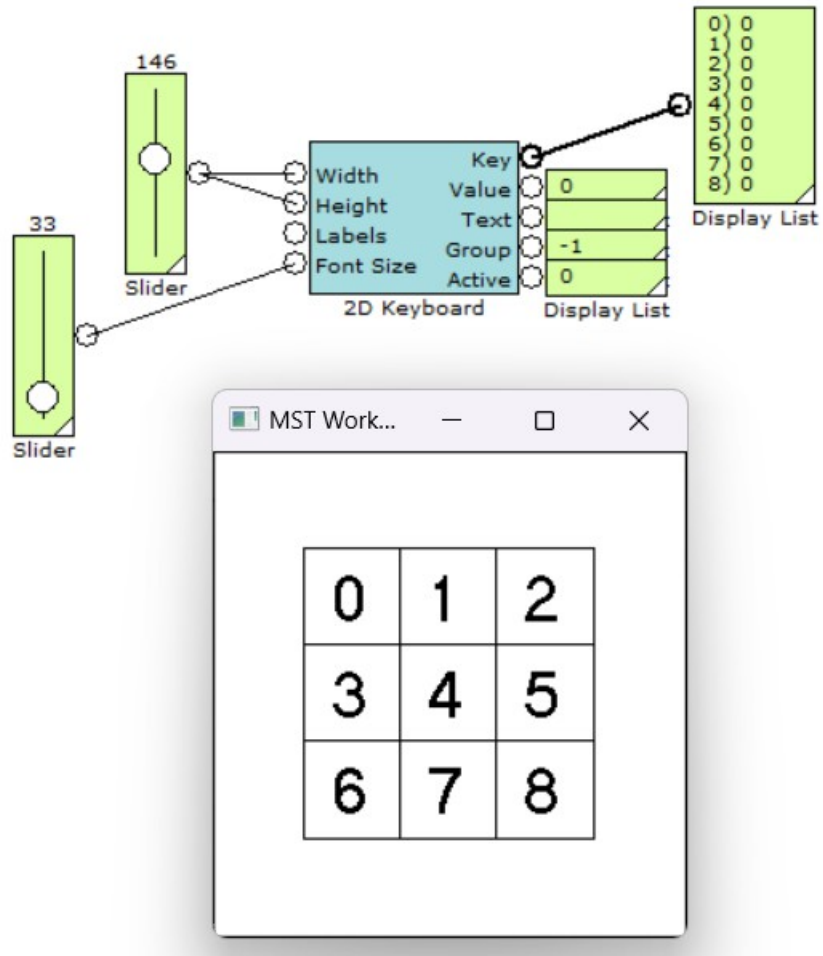 146
Slider
33
Slider
Width
Height
Labels
Font Size
Key
Value
Text
Group
Active
2D Keyboard
0
-1
0
Display List
0) 0
1) 0
2) 0
3) 0
4) 0
5) 0
6) 0
7) 0
8) 0
Display List
MST Work...
0 1 2
3 4 5
6 7 8